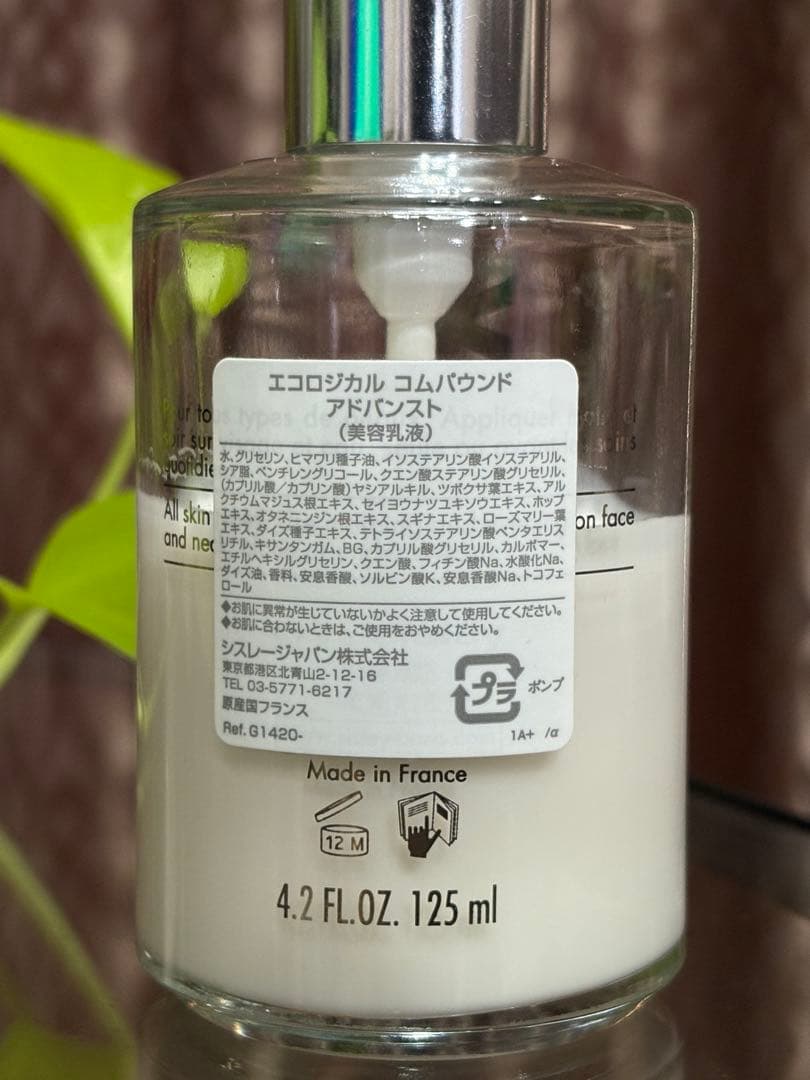 エコロジカル コムパウンド
アドバンスト
(美容乳液)
水、グリセリン、ヒマワリ種子油、イソステアリン酸イソステアリル、
シア脂、ペンチレングリコール、クエン酸ステアリン酸グリセリル、
(カプリル酸/カプリン酸)ヤシアルキル、ツボクサ葉エキス、アル
クチウムマジュス根エキス、セイヨウナツユキソウエキス、ホップ
エキス、オタネニンジン根エキス、スギナエキス、ローズマリー葉
エキス、ダイズ種子エキス、テトライソステアリン酸ペンタエリス
リチル、キサンタンガム、BG、カプリル酸グリセリル、カルボマー、
エチルヘキシルグリセリン、クエン酸、フィチン酸Na、水酸化Na、
ダイズ油、香料、安息香酸、ソルビン酸K、安息香酸Na、トコフェ
ロール
◆お肌に異常が生じていないかよく注意して使用してください。
◆お肌に合わないときは、ご使用をおやめください。
シスレージャパン株式会社
東京都港区北青山2-12-16
TEL 03-5771-6217
原産国フランス
Ref.G1420-
プラ ポンプ
1A+ /α
types de Appliquer et
soir sur soins
All skin on face
and
Made in France
12 M
4.2 FL.OZ. 125 ml